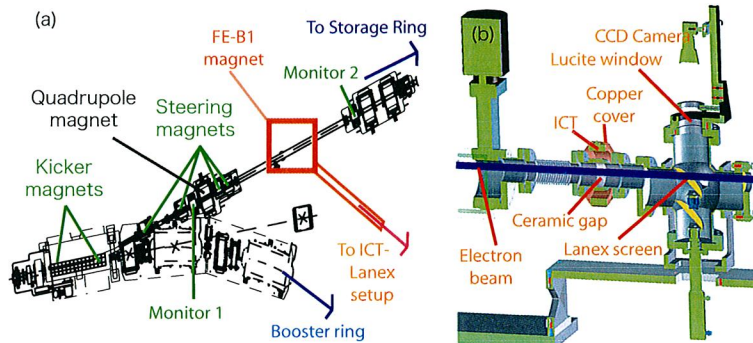 (a)
FE-B1
magnet
To Storage Ring
Monitor 2
Quadrupole
magnet
Steering
magnets
Kicker
magnets
Monitor 1
To ICT-
Lanex
setup
Booster ring
(b)
CCD Camera
Lucite window
Copper
cover
ICT
Ceramic gap
Electron
beam
Lanex screen